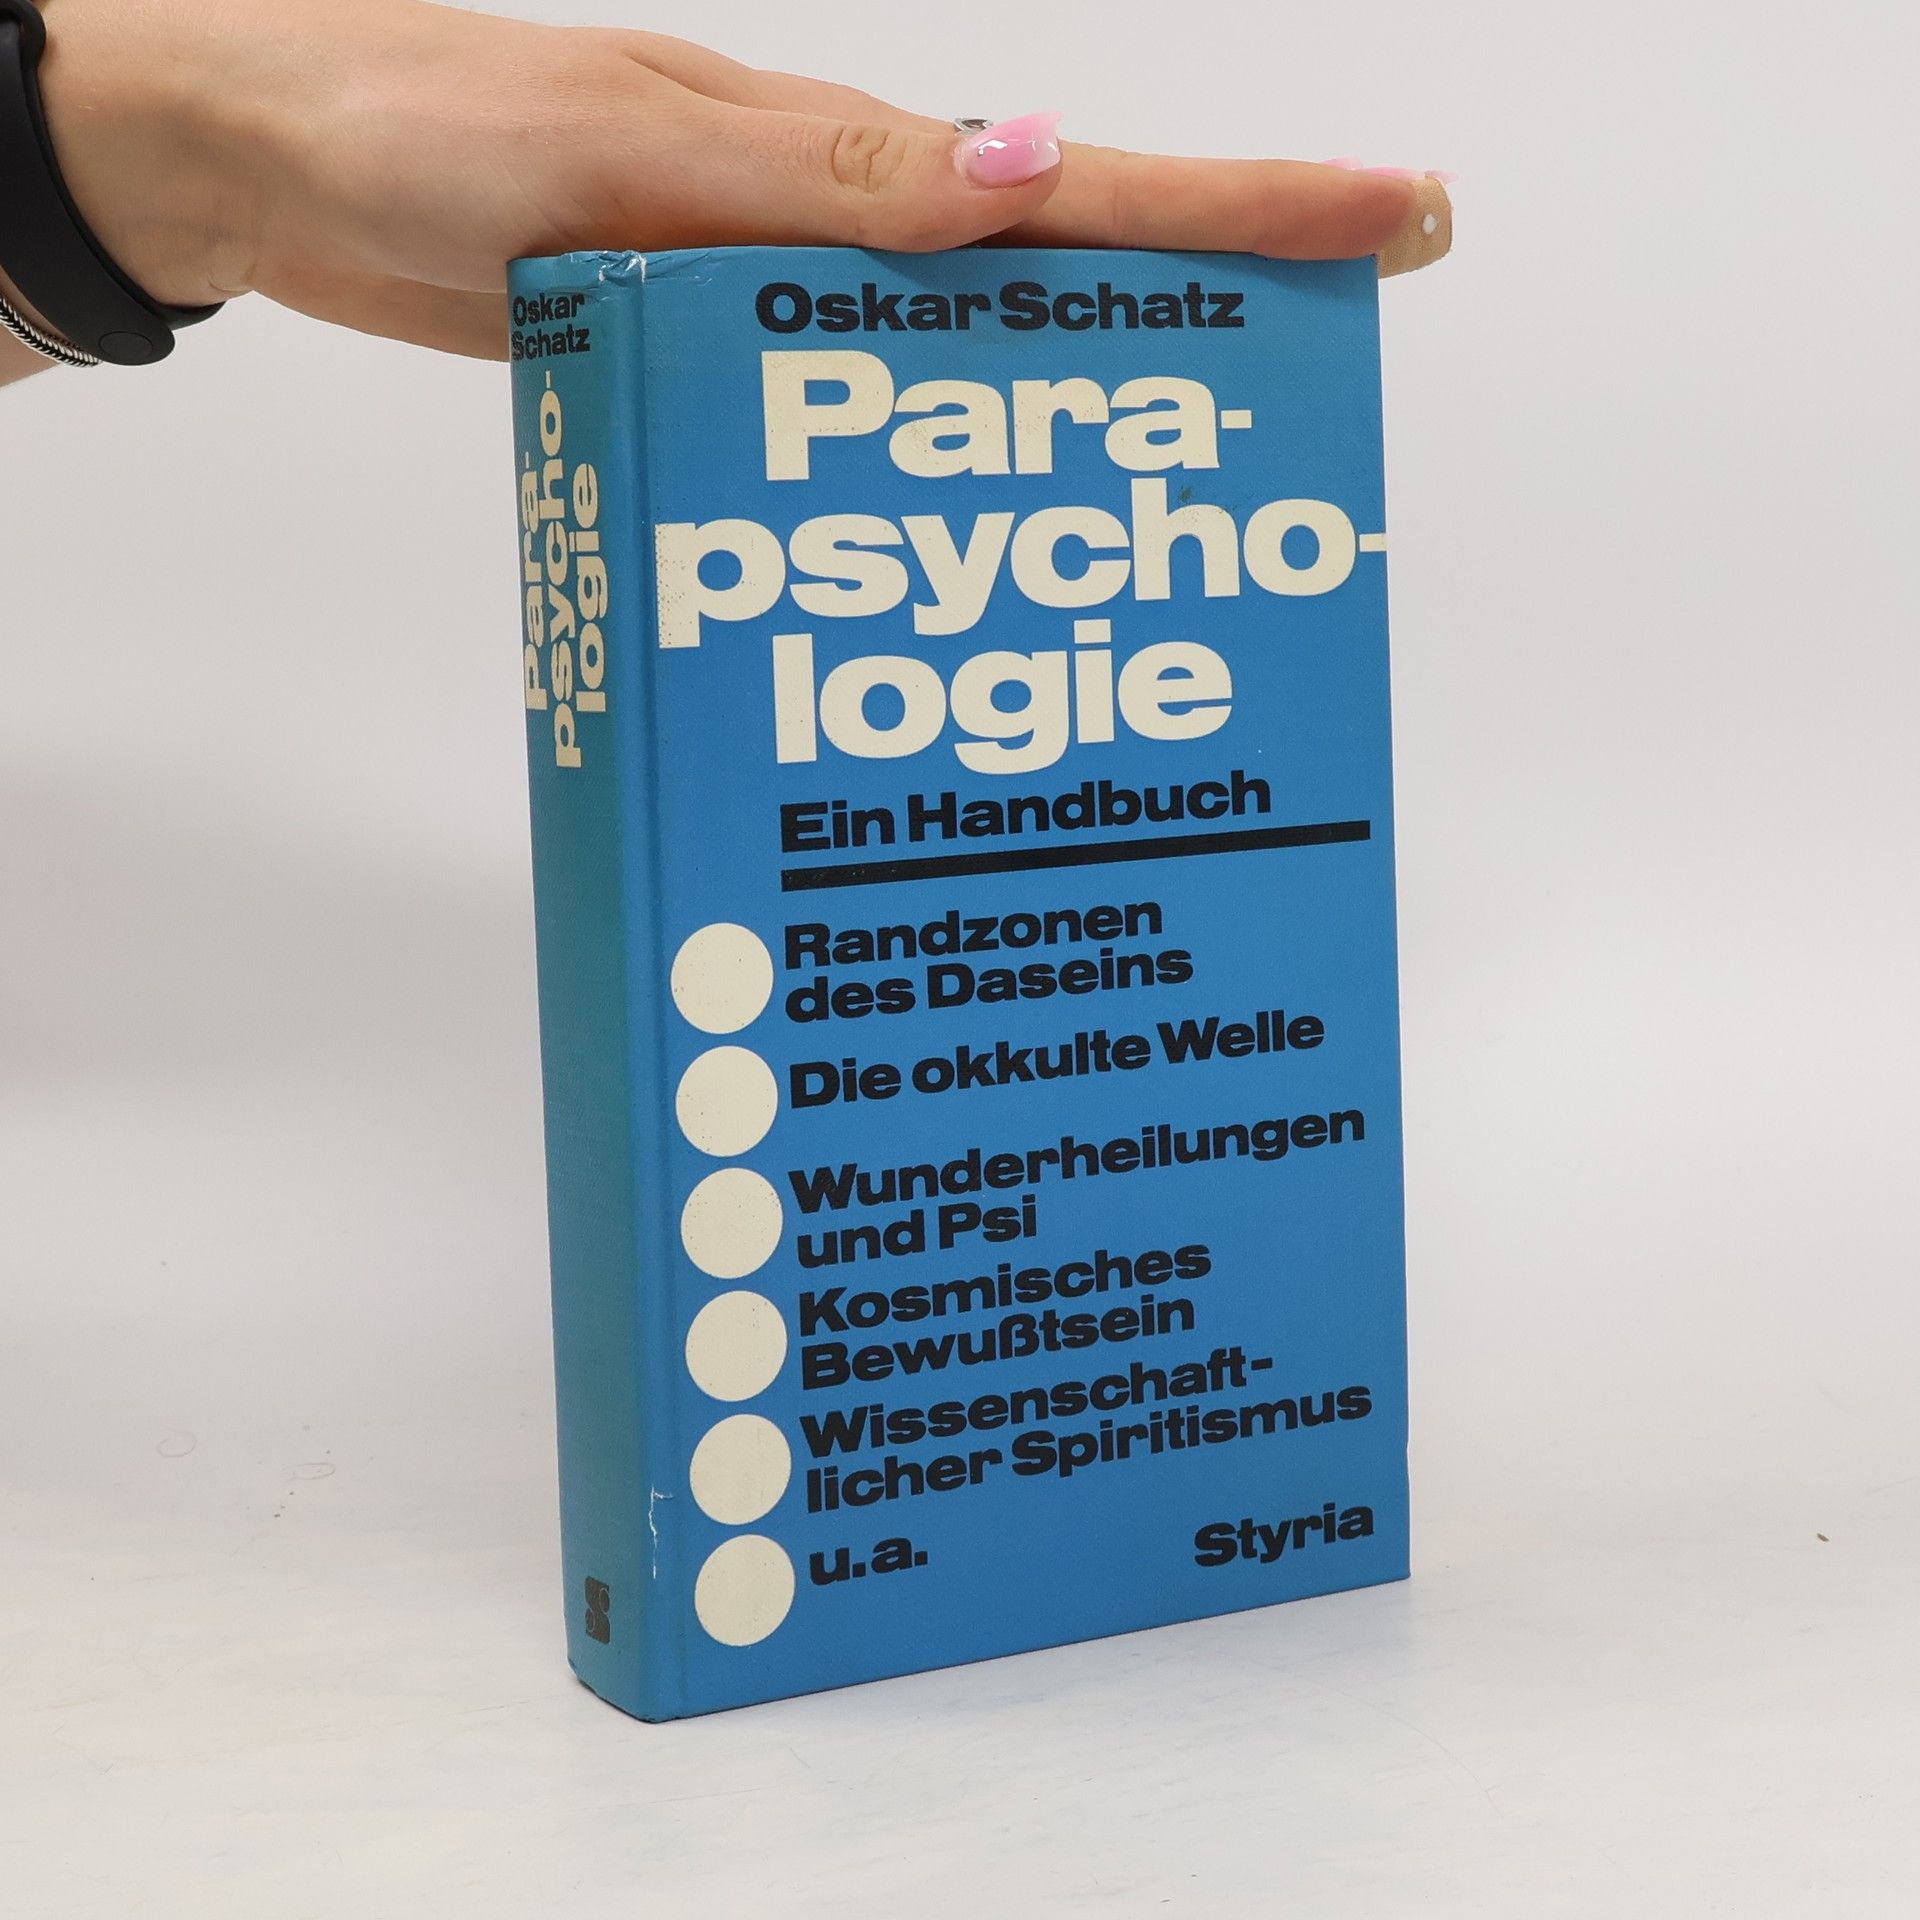 Oskar
Schatz
Para-
psycho-
logie
Oskar Schatz
Para-
psycho-
logie
Ein Handbuch
Randzonen
des Daseins
Die okkulte Welle
Wunderheilungen
und Psi
Kosmisches
Bewußtsein
Wissenschaft-
licher Spiritismus
u.a.
Styria